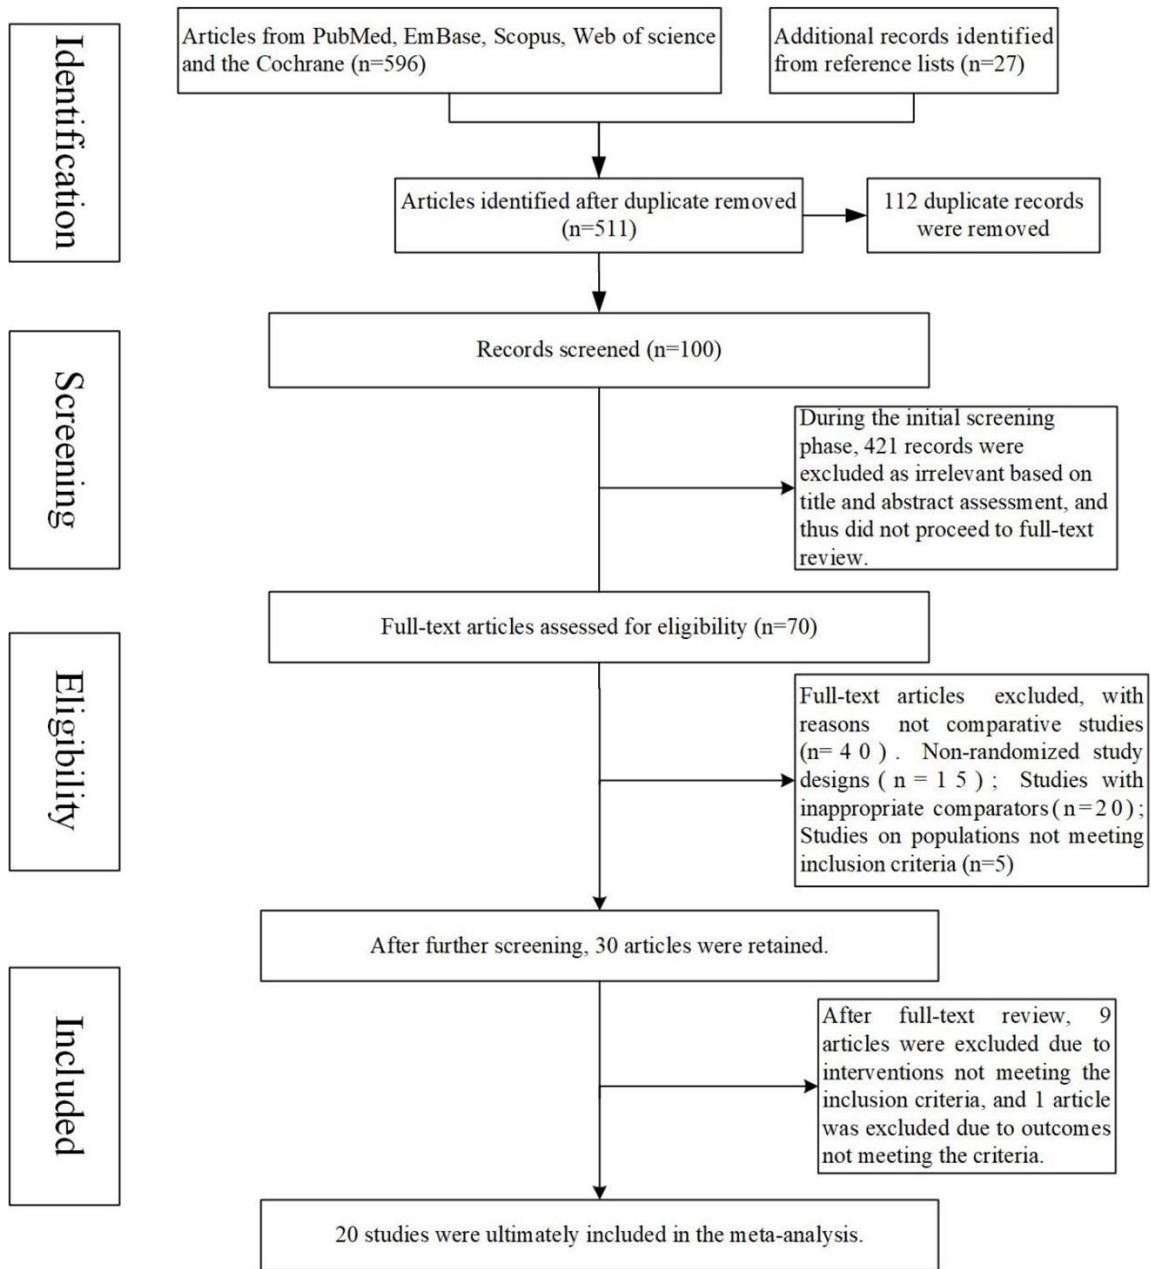 Identification
Articles from PubMed, EmBase, Scopus, Web of science
and the Cochrane (n=596)
Additional records identified
from reference lists (n=27)
Articles identified after duplicate removed
(n=511)
112 duplicate records
were removed
Screening
Records screened (n=100)
During the initial screening
phase, 421 records were
excluded as irrelevant based on
title and abstract assessment, and
thus did not proceed to full-text
review.
Eligibility
Full-text articles assessed for eligibility (n=70)
Full-text articles excluded, with
reasons not comparative studies
(n= 4 0 ) . Non-randomized study
designs ( n = 1 5 ) ; Studies with
inappropriate comparators(n=20);
Studies on populations not meeting
inclusion criteria (n=5)
After further screening, 30 articles were retained.
Included
After full-text review, 9
articles were excluded due to
interventions not meeting the
inclusion criteria, and 1 article
was excluded due to outcomes
not meeting the criteria.
20 studies were ultimately included in the meta-analysis.